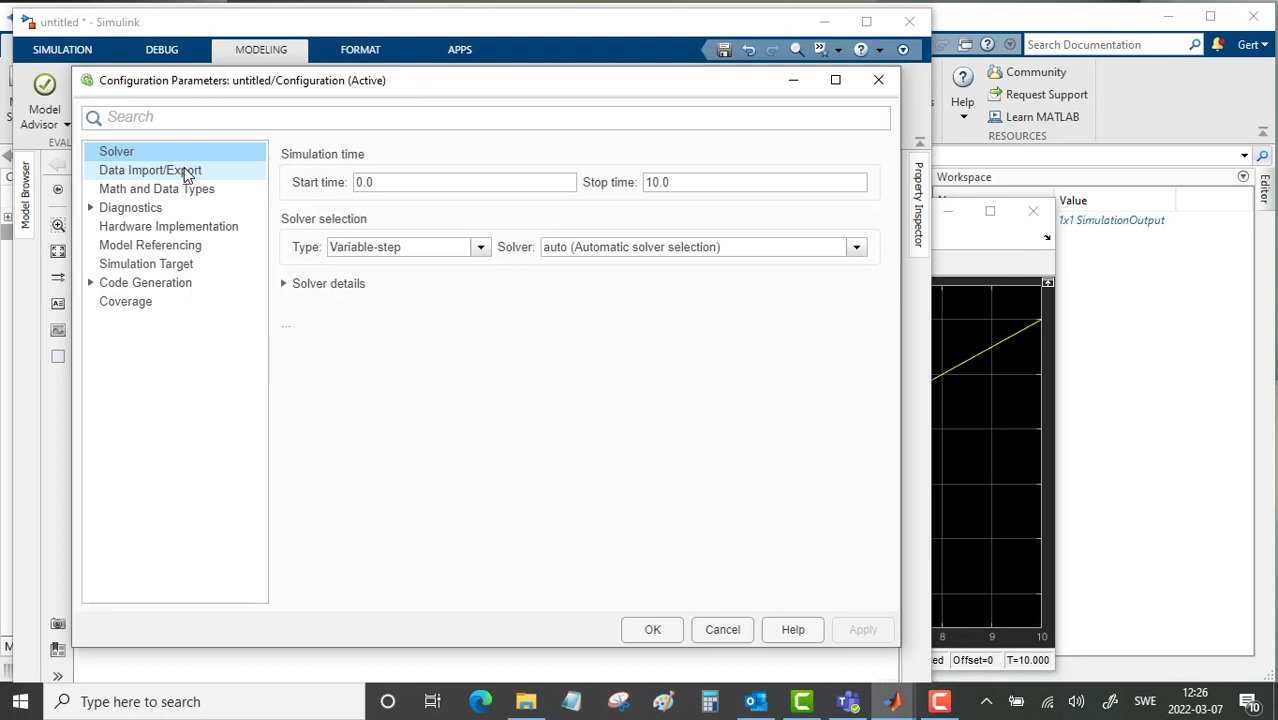 untitled * - Simulink
SIMULATION DEBUG MODELING FORMAT APPS
Search Documentation Gert
Configuration Parameters: untitled/Configuration (Active)
Model
Advisor
Help
Community
Request Support
Learn MATLAB
RESOURCES
Search
Model Browser
Solver
Data Import/Export
Math and Data Types
Diagnostics
Hardware Implementation
Model Referencing
Simulation Target
Code Generation
Coverage
Simulation time
Start time: 0.0 Stop time: 10.0
Solver selection
Type: Variable-step Solver: auto (Automatic solver selection)
Solver details
...
OK Cancel Help Apply
Property Inspector
Workspace
Value
1x1 SimulationOutput
Editor
8 9 10
Offset=0 T=10.000
Type here to search
SWE
12:26
2022-03-07
10